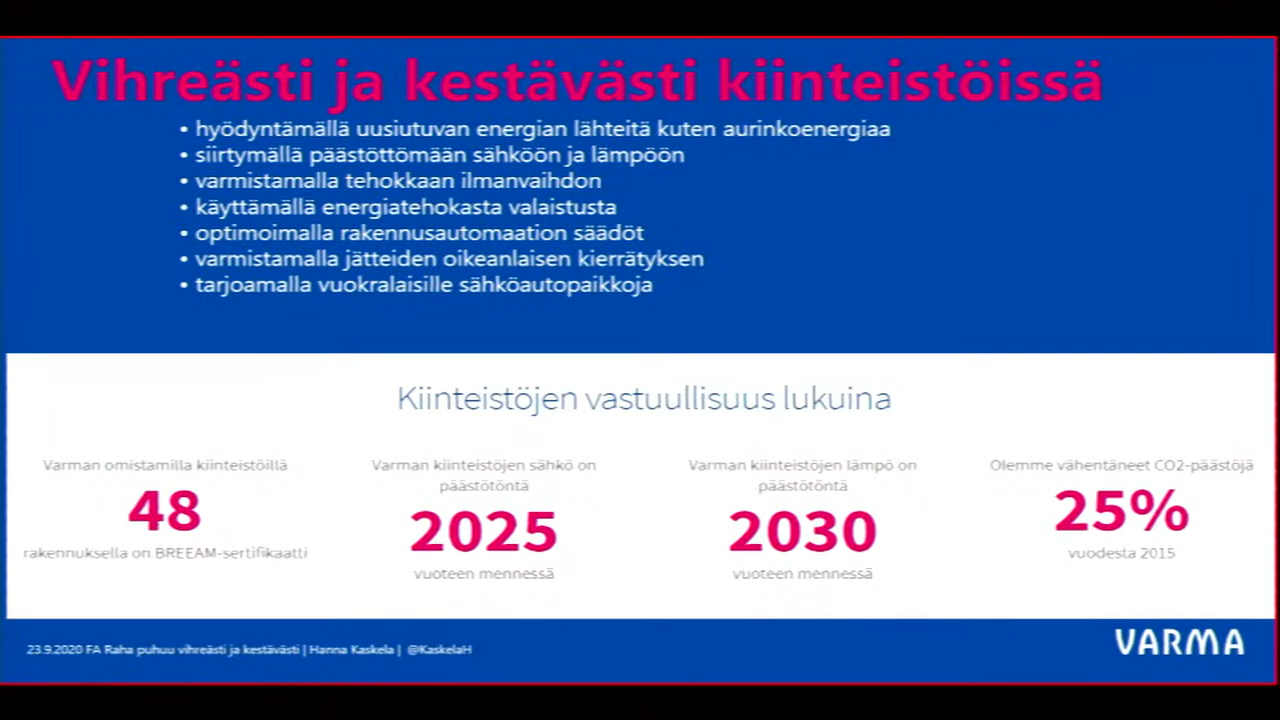 Vihreästi ja kestävästi kiinteistöissä
• hyödyntämällä uusiutuvan energian lähteitä kuten aurinkoenergiaa
• siirtymällä päästöttömään sähköön ja lämpöön
• varmistamalla tehokkaan ilmanvaihdon
• käyttämällä energiatehokasta valaistusta
• optimoimalla rakennusautomaation säädöt
• varmistamalla jätteiden oikeanlaisen kierrätyksen
• tarjoamalla vuokralaisille sähköautopaikkoja
Kiinteistöjen vastuullisuus lukuina
Varman omistamilla kiinteistöillä
48
rakennuksella on BREEAM-sertifikaatti
Varman kiinteistöjen sähkö on
päästötöntä
2025
vuoteen mennessä
Varman kiinteistöjen lämpö on
päästötöntä
2030
vuoteen mennessä
Olemme vähentäneet CO2-päästöjä
25%
vuodesta 2015
23.9.2020 FA Raha puhuu vihreästi ja kestävästi | Hanna Kaskela | @KaskelaH
VARMA